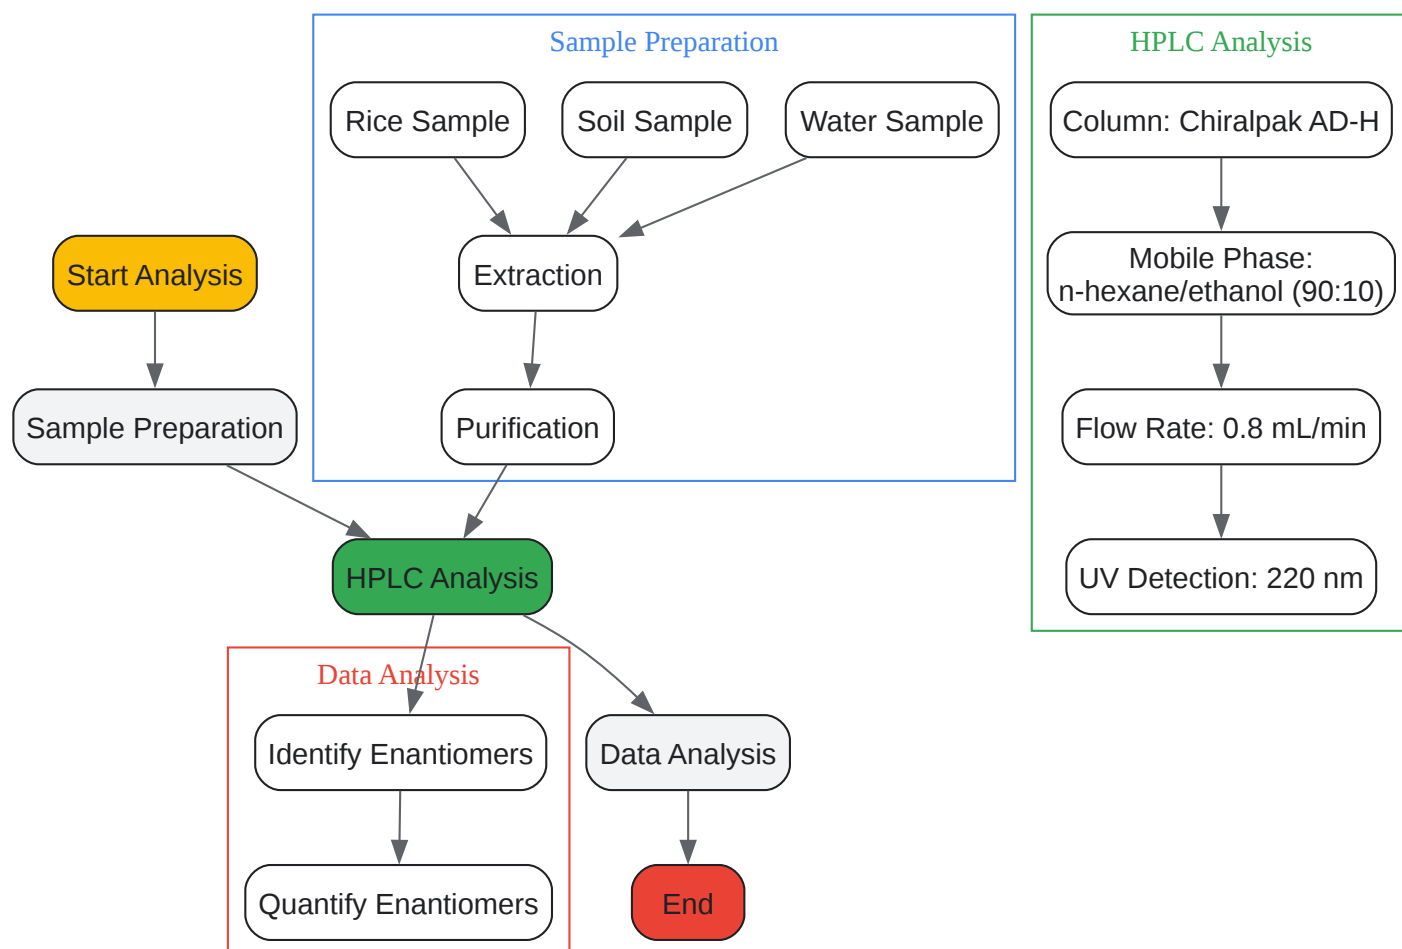 Sample Preparation
Rice Sample
Soil Sample
Water Sample
Extraction
Purification
Start Analysis
Sample Preparation
HPLC Analysis
Data Analysis
Identify Enantiomers
Quantify Enantiomers
Data Analysis
End
HPLC Analysis
Column: Chiralpak AD-H
Mobile Phase:
n-hexane/ethanol (90:10)
Flow Rate: 0.8 mL/min
UV Detection: 220 nm